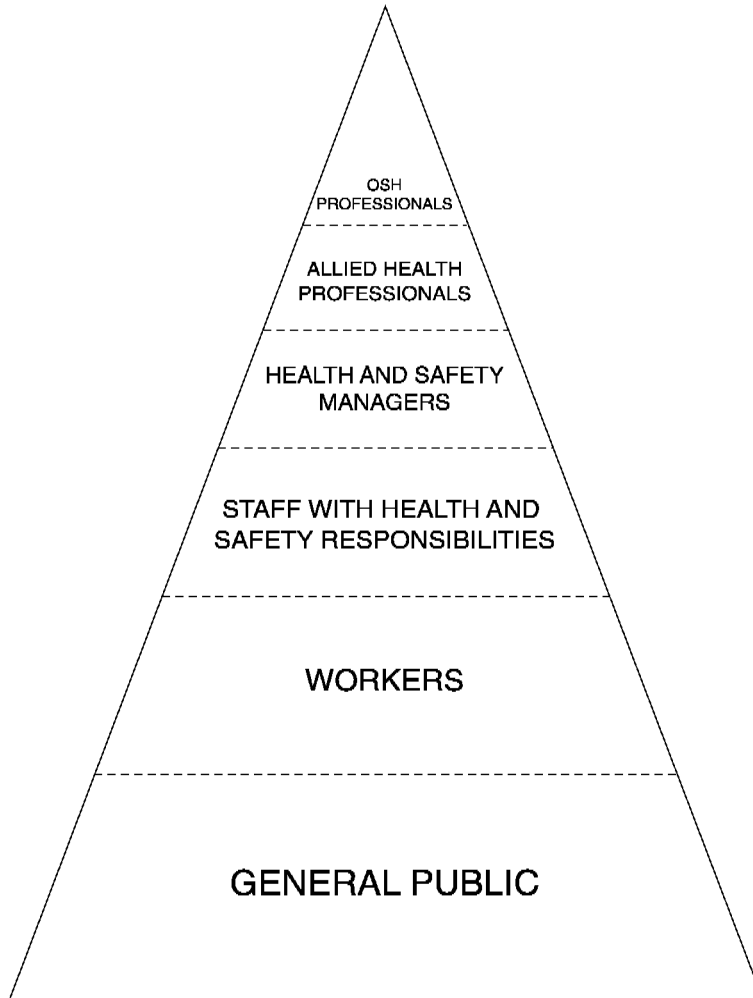 OSH
PROFESSIONALS
ALLIED HEALTH
PROFESSIONALS
HEALTH AND SAFETY
MANAGERS
STAFF WITH HEALTH AND
SAFETY RESPONSIBILITIES
WORKERS
GENERAL PUBLIC